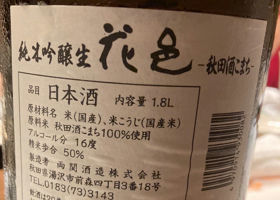 純米吟醸生 花邑 -秋田酒こまち-
品目 日本酒 内容量 1.8L
原材料名 米(国産)、米こうじ(国産米)
原料米 秋田酒こまち100%使用
アルコール分 16度
精米歩合 50%
製造者 両関酒造株式会社
秋田県湯沢市前森四丁目3番18号
TEL.0183(73)3143